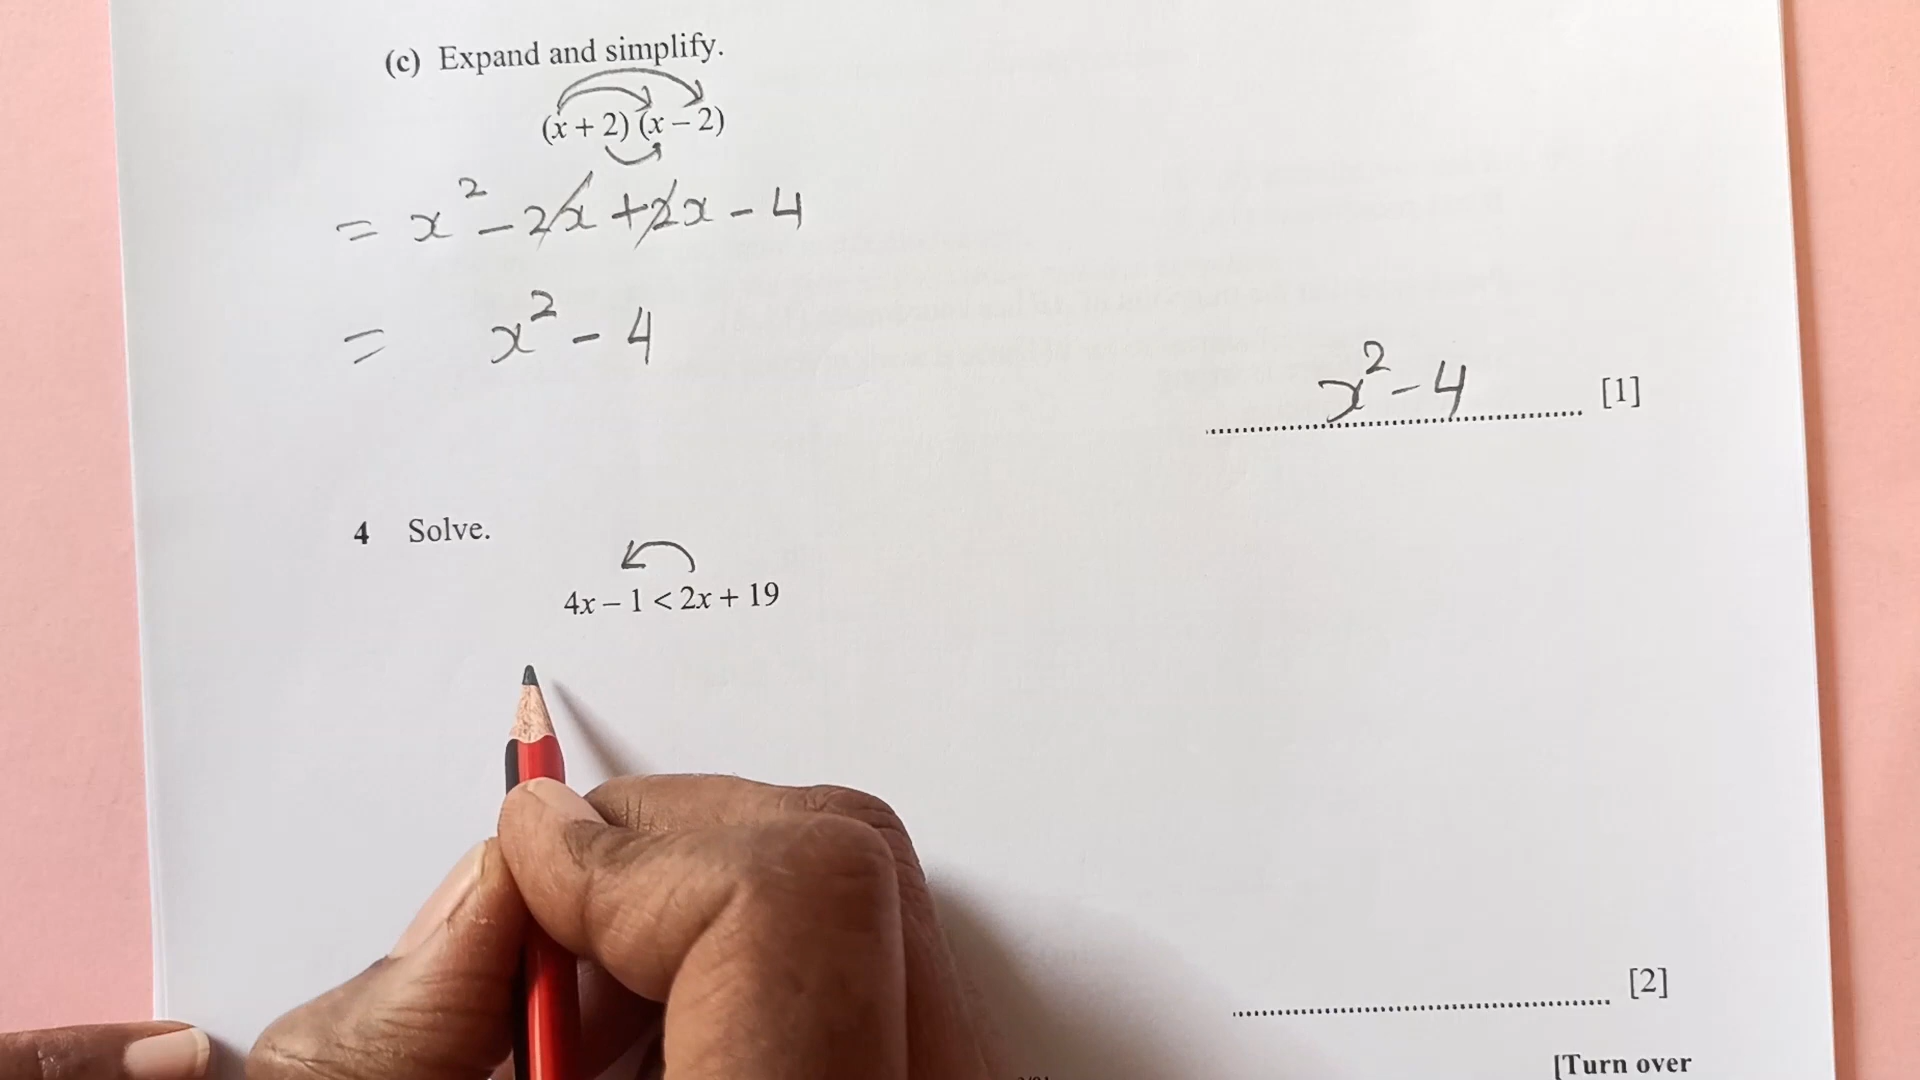 (c) Expand and simplify.
(x + 2) (x – 2)
= x² – 2x + 2x – 4
= x² – 4
x² – 4 [1]
4 Solve.
4x – 1 < 2x + 19
[2]
[Turn over